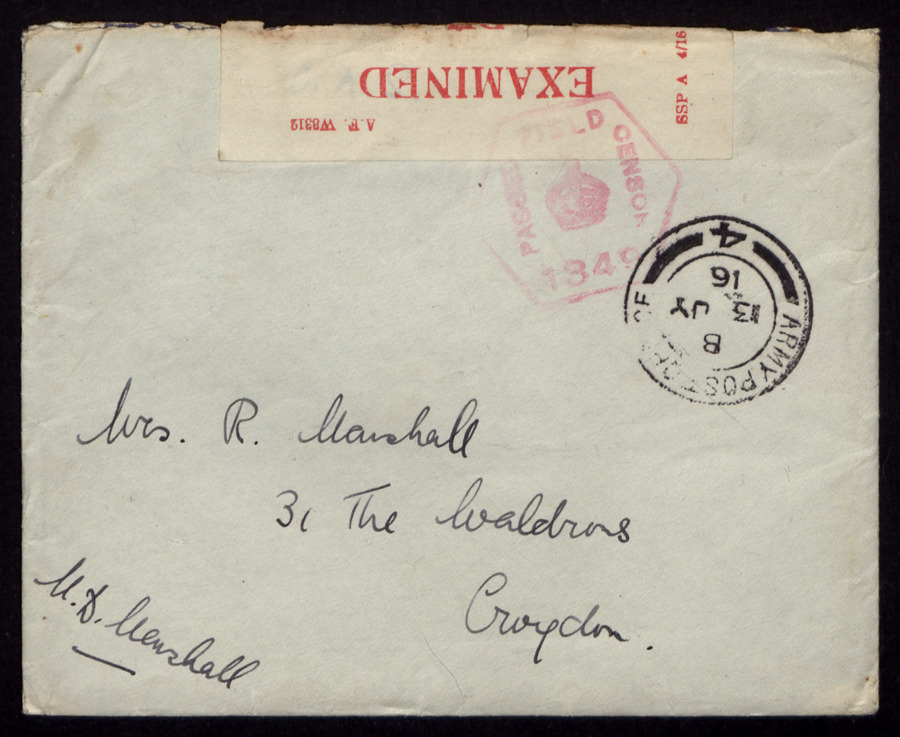 EXAMINED
A. F. W8312
SSP A 4/16
PASSED FIELD CENSOR
1349
ARMY POST OFFICE
4
B
13 JY
16
Mrs. R. Marshall
31 The Waldrons
Croydon.
M.D. Marshall